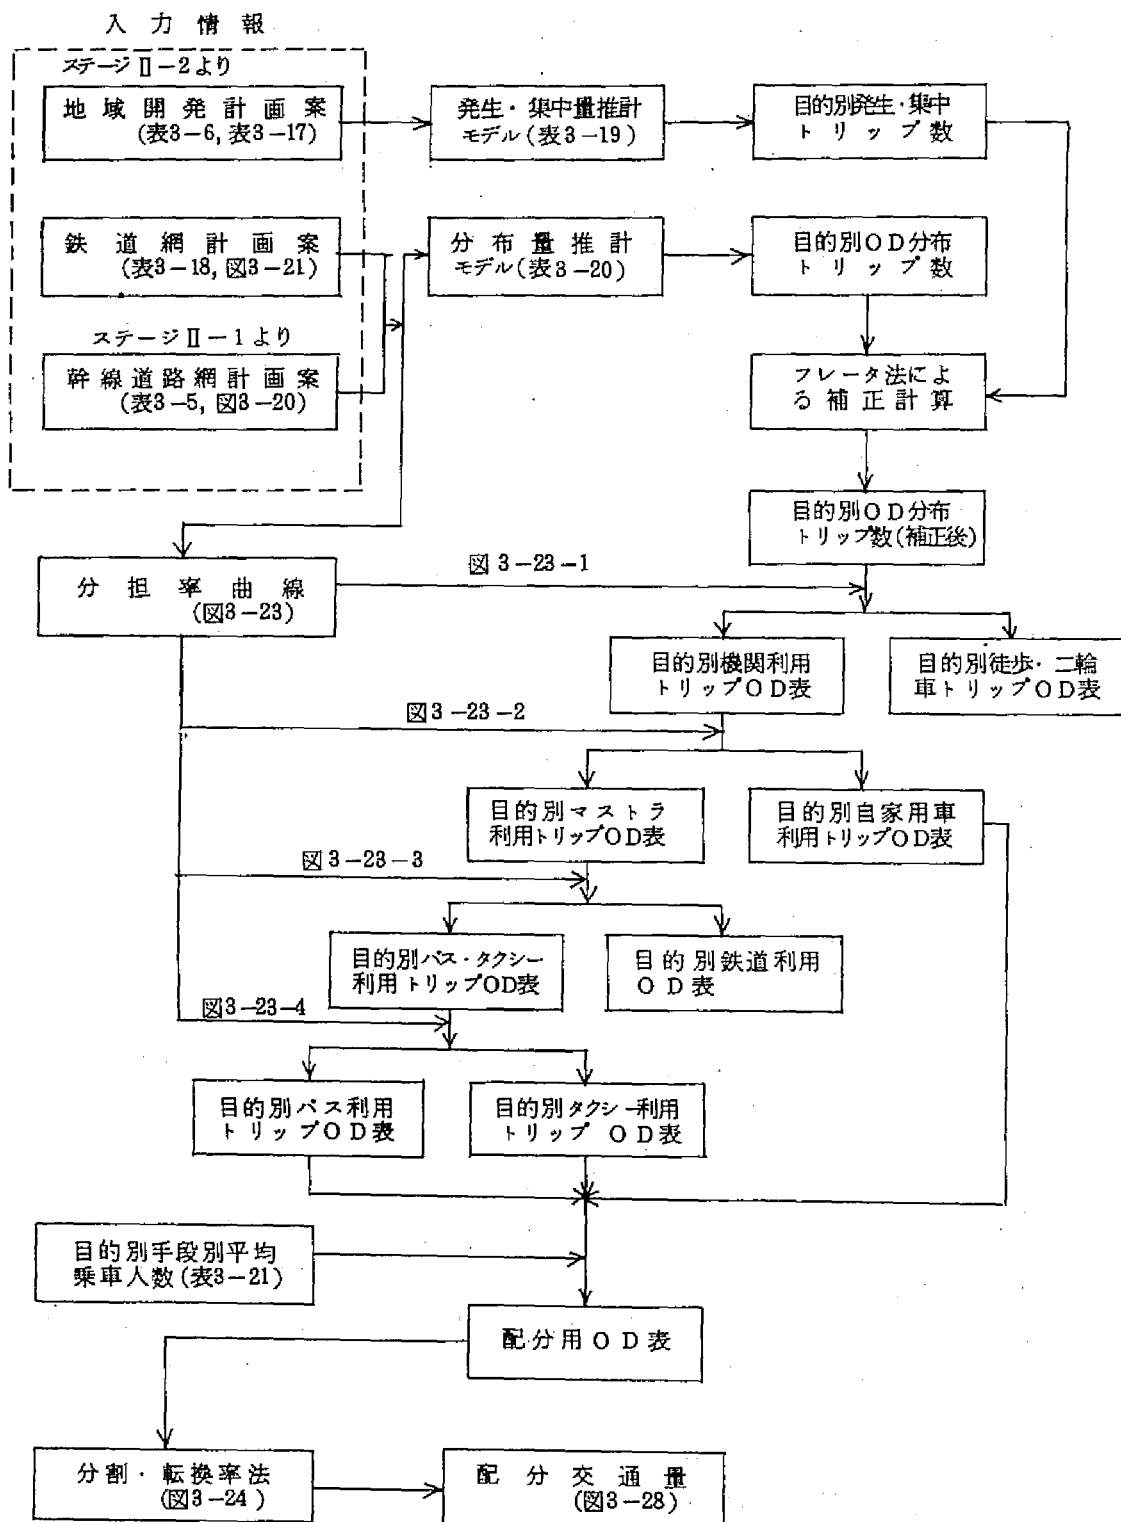 入力情報
ステージⅡ-2より
地域開発計画案
(表3-6,表3-17)
発生・集中量推計
モデル(表3-19)
目的別発生・集中
トリップ数
鉄道網計画案
(表3-18,図3-21)
分布量推計
モデル(表3-20)
目的別OD分布
トリップ数
ステージⅡ-1より
幹線道路網計画案
(表3-5,図3-20)
フレータ法によ
る補正計算
目的別OD分布
トリップ数(補正後)
分担率曲線
(図3-23)
図3-23-1
目的別機関利用
トリップOD表
目的別徒歩・二輪
車トリップOD表
図3-23-2
目的別マストラ
利用トリップOD表
目的別自家用車
利用トリップOD表
図3-23-3
目的別バス・タクシー
利用トリップOD表
目的別鉄道利用
OD表
図3-23-4
目的別バス利用
トリップOD表
目的別タクシー利用
トリップ OD表
目的別手段別平均
乗車人数(表3-21)
配分用OD表
分割・転換率法
(図3-24)
配分交通量
(図3-28)